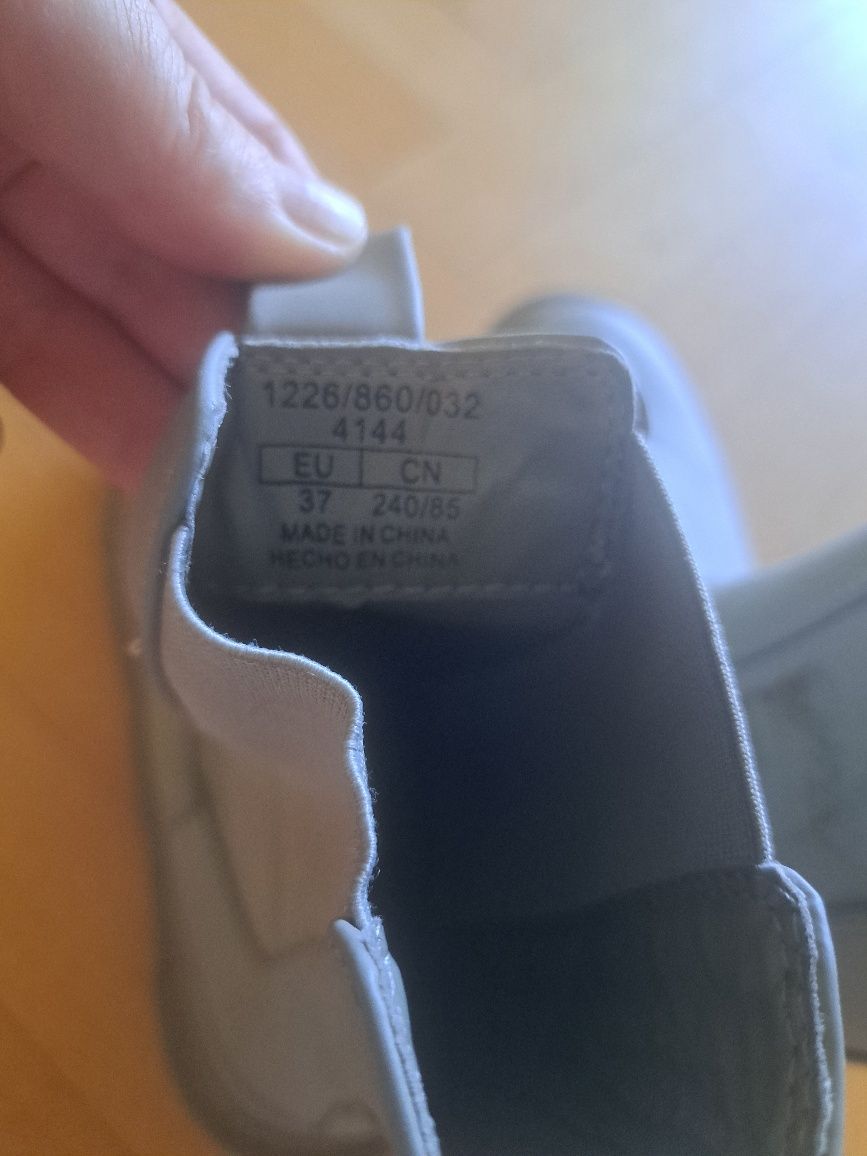 1226/860/032
4144
EU CN
37 240/85
MADE IN CHINA
HECHO EN CHINA